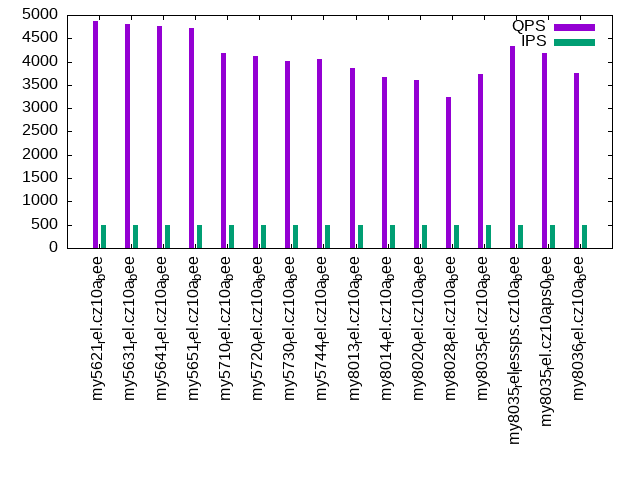 5000
4500
4000
3500
3000
2500
2000
1500
1000
500
0
QPS
IPS
my5621rel.cz10abee
my5631rel.cz10abee
my5641rel.cz10abee
my5651rel.cz10abee
my5710rel.cz10abee
my5720rel.cz10abee
my5730rel.cz10abee
my5744rel.cz10abee
my8013rel.cz10abee
my8014rel.cz10abee
my8020rel.cz10abee
my8028rel.cz10abee
my8035rel.cz10abee
my8035rellessps.cz10abee
my8035rel.cz10aps0bee
my8036rel.cz10abee